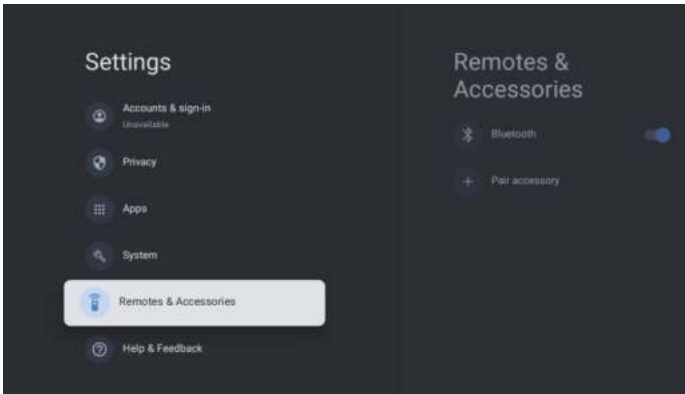 Settings
Accounts & sign-in
Unavailable
Privacy
Apps
System
Remotes & Accessories
Help & Feedback
Remotes &
Accessories
Bluetooth
Pair accessory